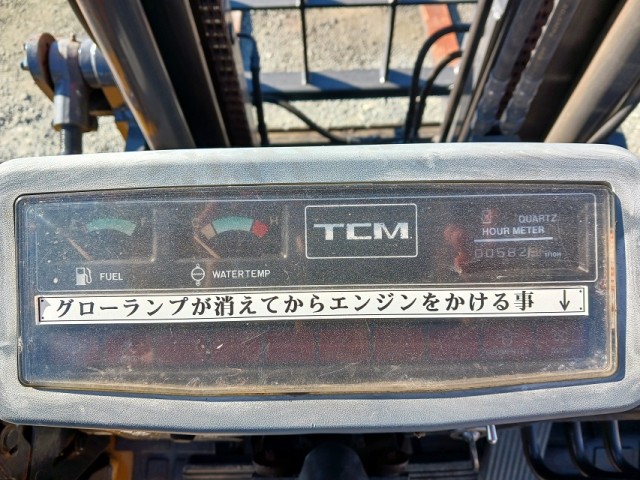 F
H
TCM
QUARTZ
HOUR METER
FUEL
WATER TEMP
グローランプが消えてからエンジンをかける事 ↓